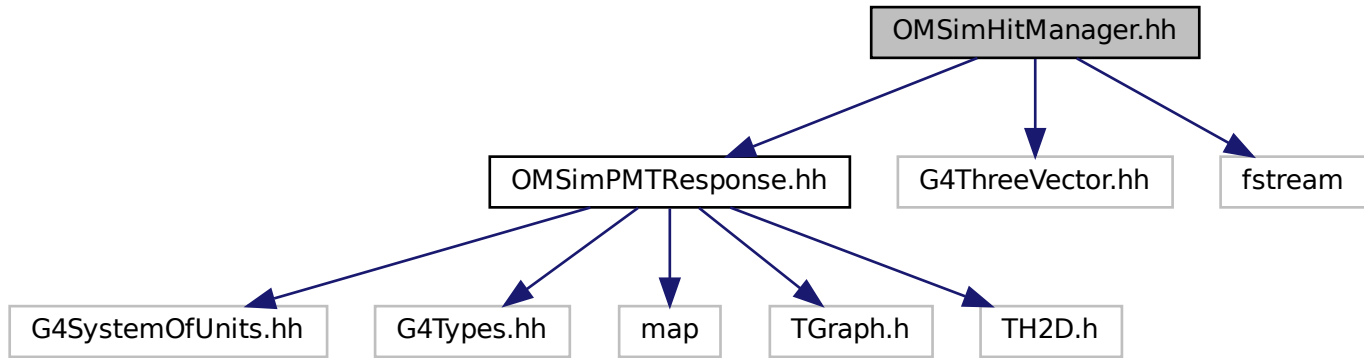 OMSimHitManager.hh
OMSimPMTResponse.hh
G4ThreeVector.hh
fstream
G4SystemOfUnits.hh
G4Types.hh
map
TGraph.h
TH2D.h